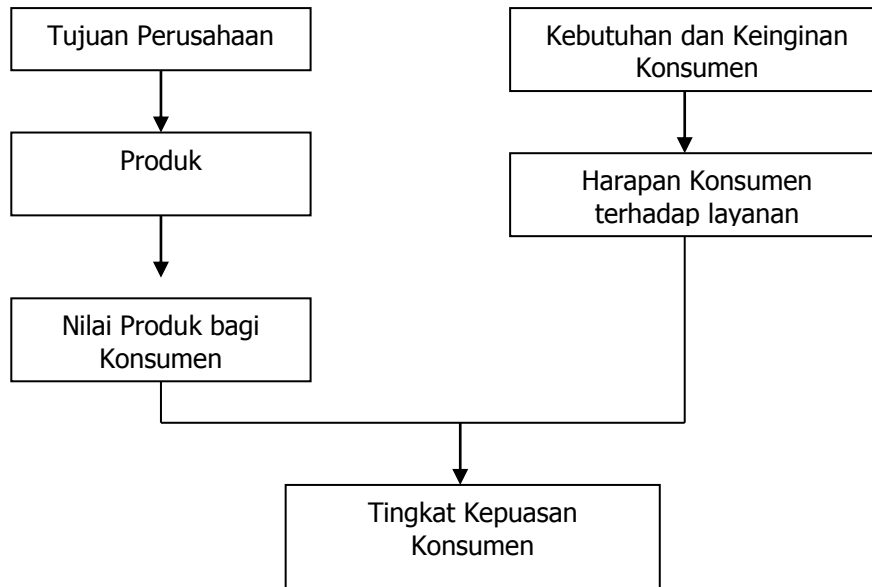 Tujuan Perusahaan
Kebutuhan dan Keinginan
Konsumen
Produk
Harapan Konsumen
terhadap layanan
Nilai Produk bagi
Konsumen
Tingkat Kepuasan
Konsumen